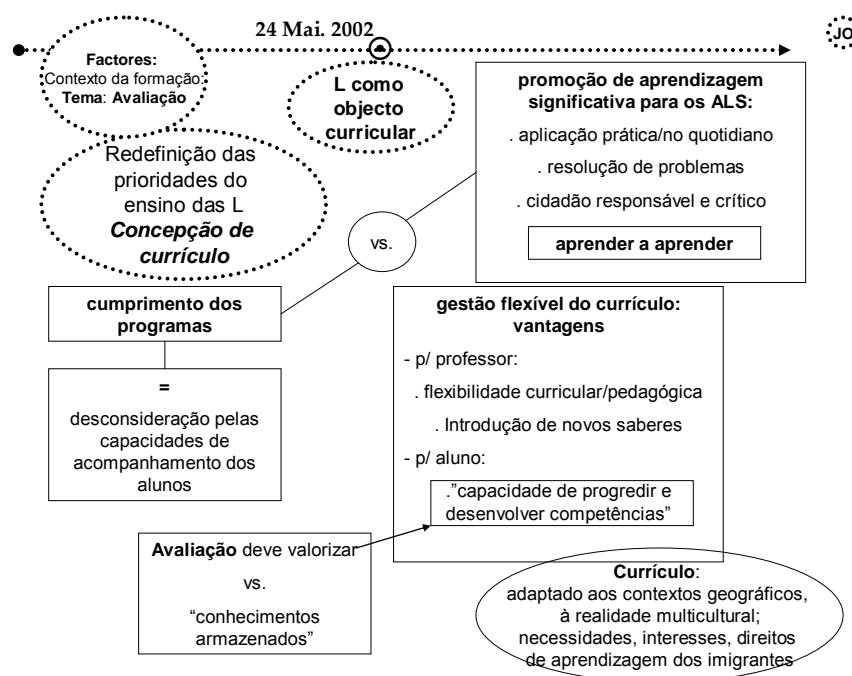 24 Mai. 2002
JO
Factores:
Contexto da formação:
Tema: Avaliação
L como
objecto
curricular
promoção de aprendizagem
significativa para os ALS:
. aplicação prática/no quotidiano
. resolução de problemas
. cidadão responsável e crítico
aprender a aprender
Redefinição das
prioridades do
ensino das L
Concepção de
currículo
vs.
cumprimento dos
programas
=
desconsideração pelas
capacidades de
acompanhamento dos
alunos
gestão flexível do currículo:
vantagens
- p/ professor:
. flexibilidade curricular/pedagógica
. Introdução de novos saberes
- p/ aluno:
.”capacidade de progredir e
desenvolver competências”
Avaliação deve valorizar
vs.
“conhecimentos
armazenados”
Currículo:
adaptado aos contextos geográficos,
à realidade multicultural;
necessidades, interesses, direitos
de aprendizagem dos imigrantes